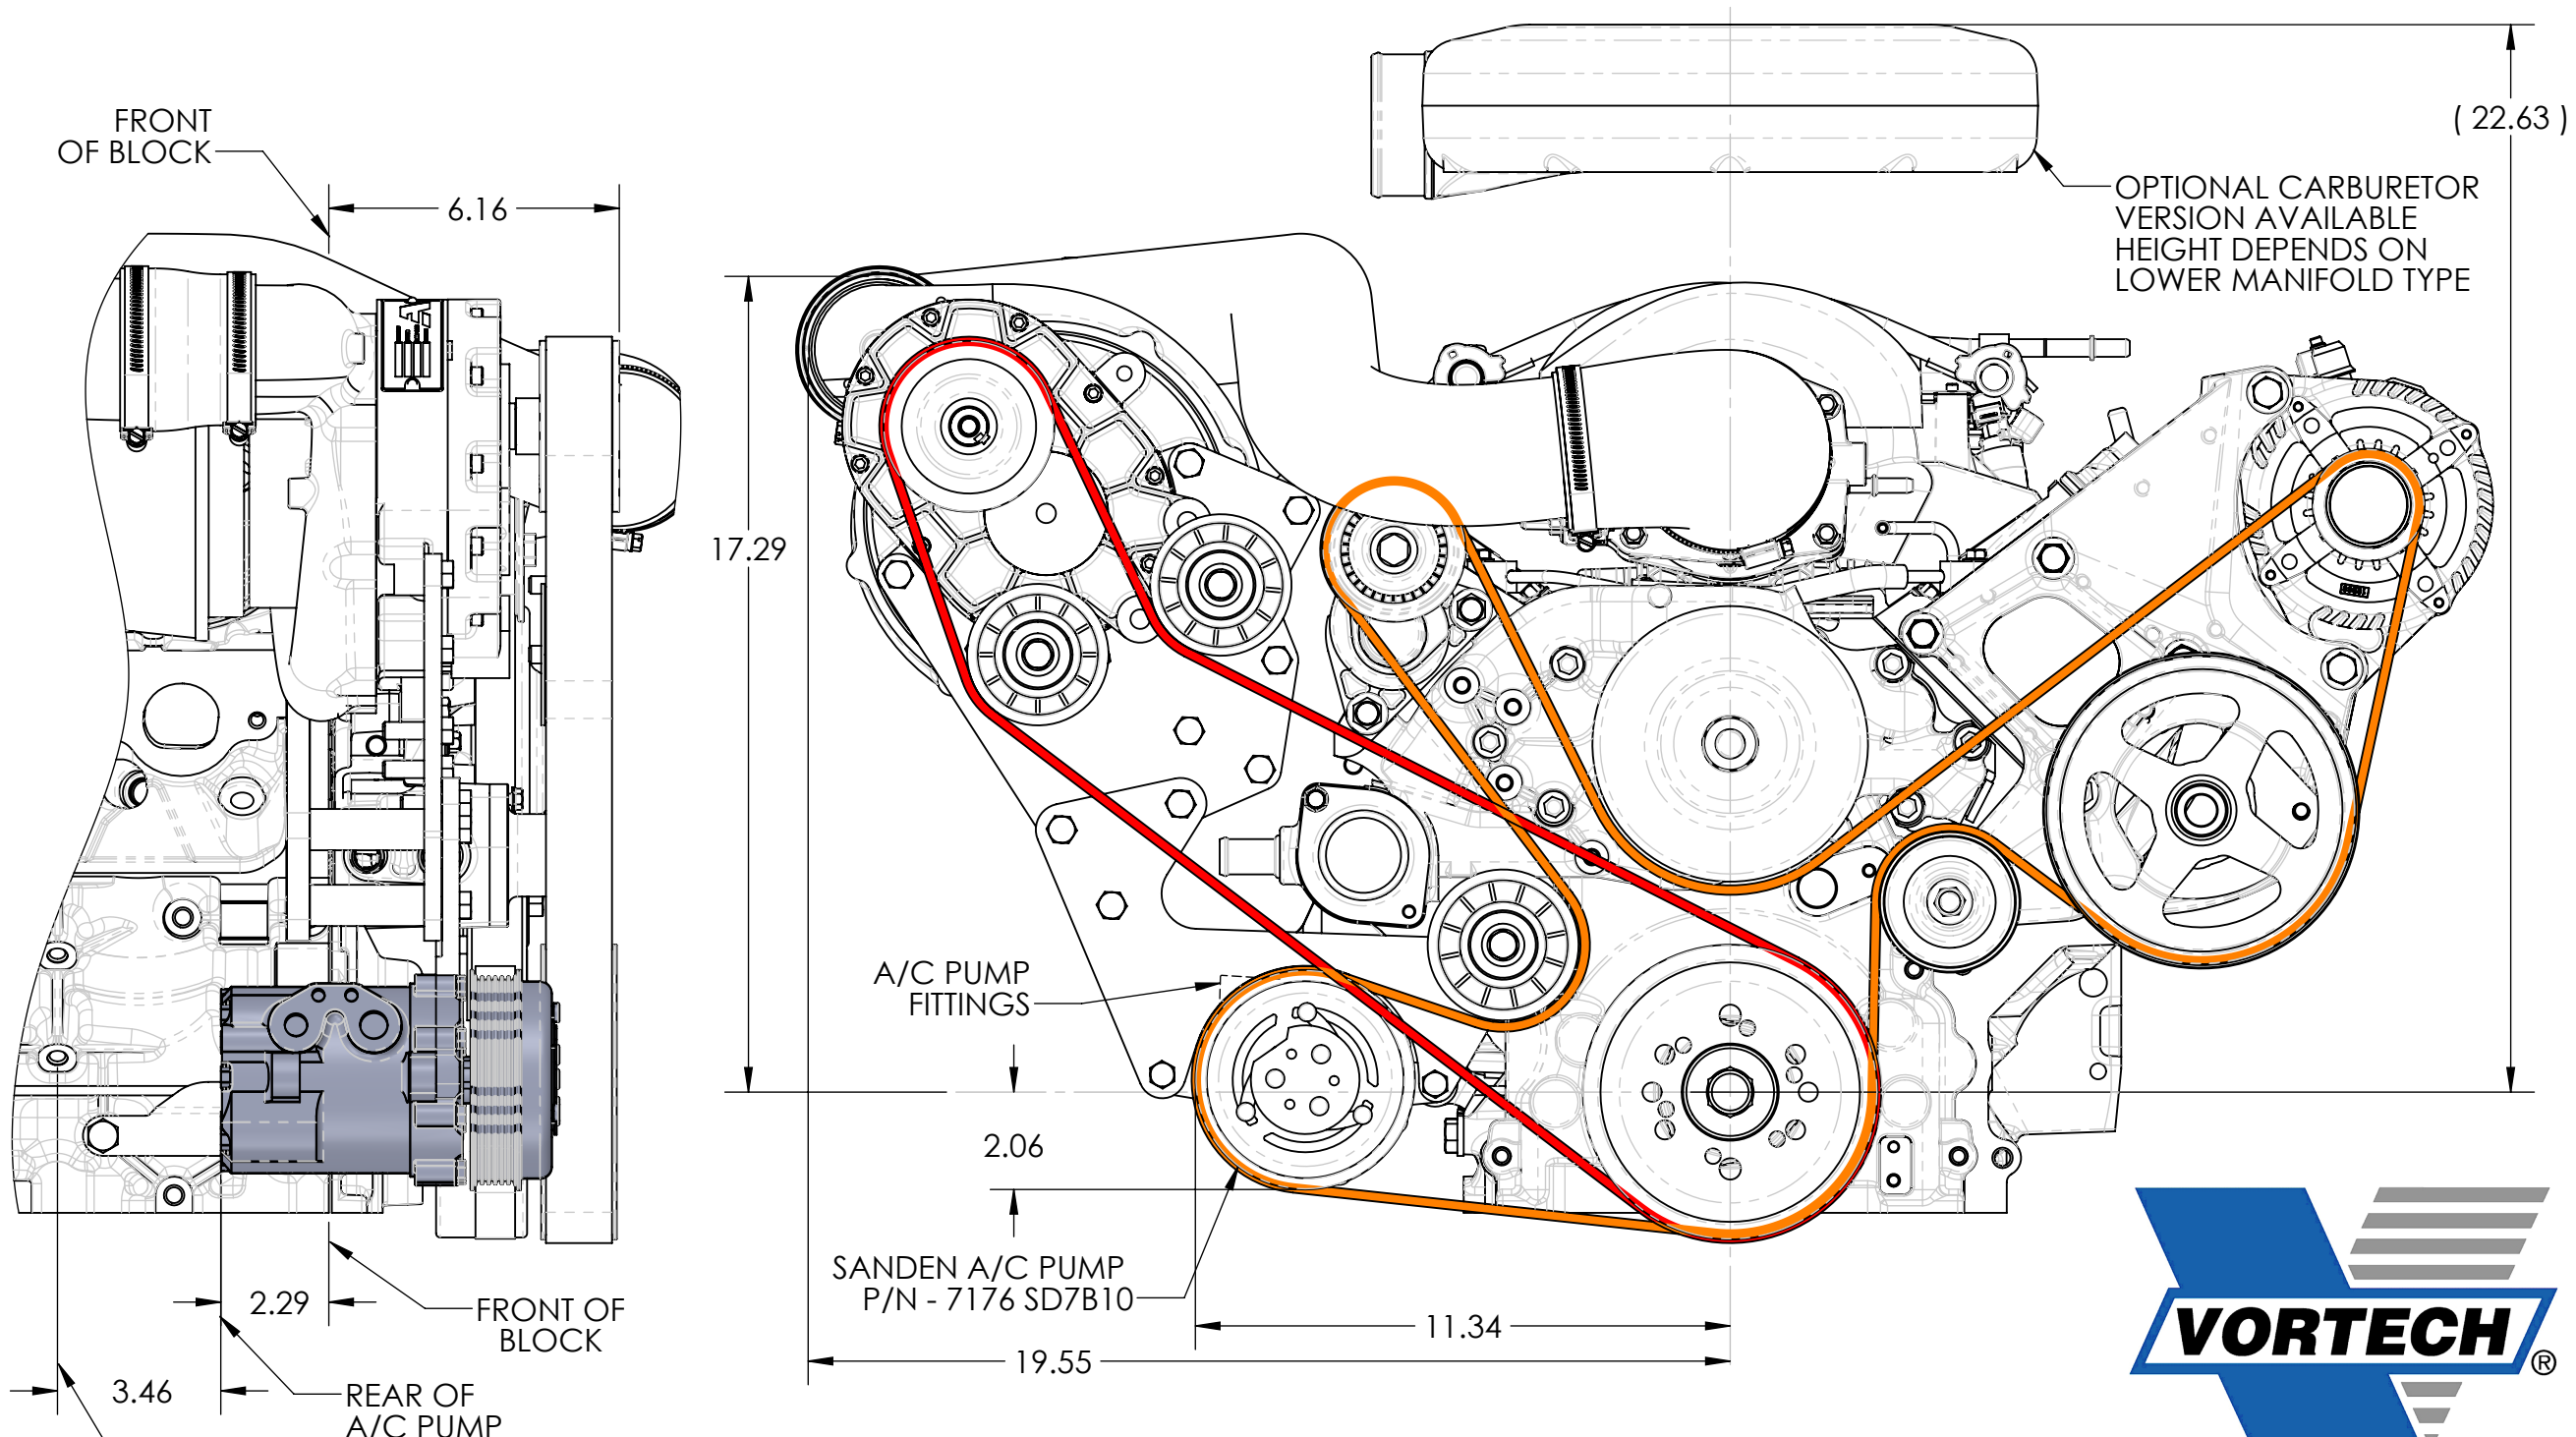 FRONT
OF BLOCK
6.16
( 22.63 )
OPTIONAL CARBURETOR
VERSION AVAILABLE
HEIGHT DEPENDS ON
LOWER MANIFOLD TYPE
17.29
A/C PUMP
FITTINGS
2.06
SANDEN A/C PUMP
P/N - 7176 SD7B10
2.29
FRONT OF
BLOCK
11.34
19.55
3.46
REAR OF
A/C PUMP
VORTECH®